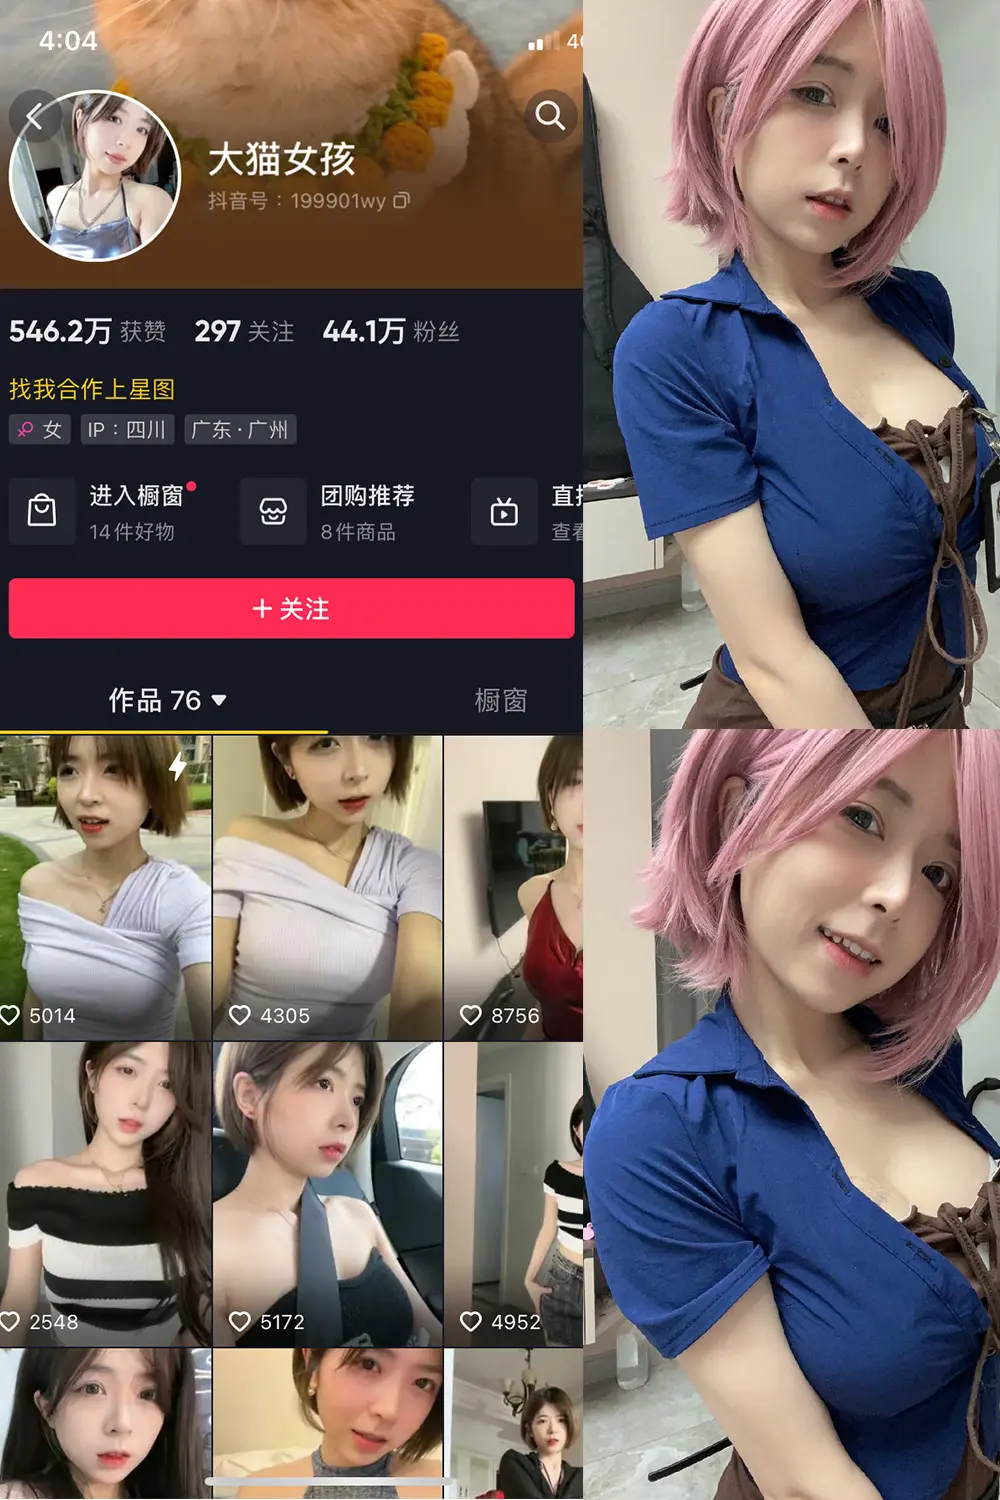 4:04
4G
大猫女孩
抖音号：199901wy
546.2万 获赞 297 关注 44.1万 粉丝
找我合作上星图
女 IP：四川 广东·广州
进入橱窗 团购推荐
14件好物 8件商品 查看
+ 关注
作品 76 橱窗
5014 4305 8756
2548 5172 4952